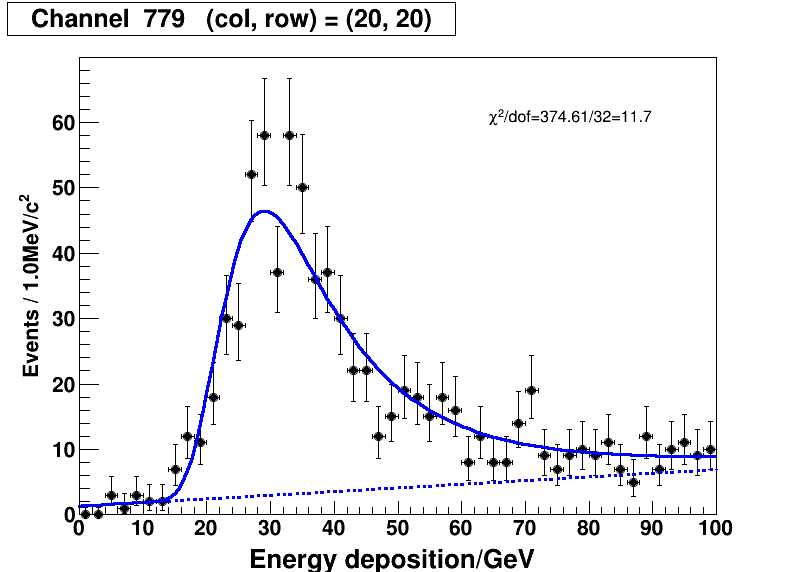 Channel 779 (col, row) = (20, 20)
χ²/dof=374.61/32=11.7
Events / 1.0MeV/c²
60
50
40
30
20
10
0
0 10 20 30 40 50 60 70 80 90 100
Energy deposition/GeV